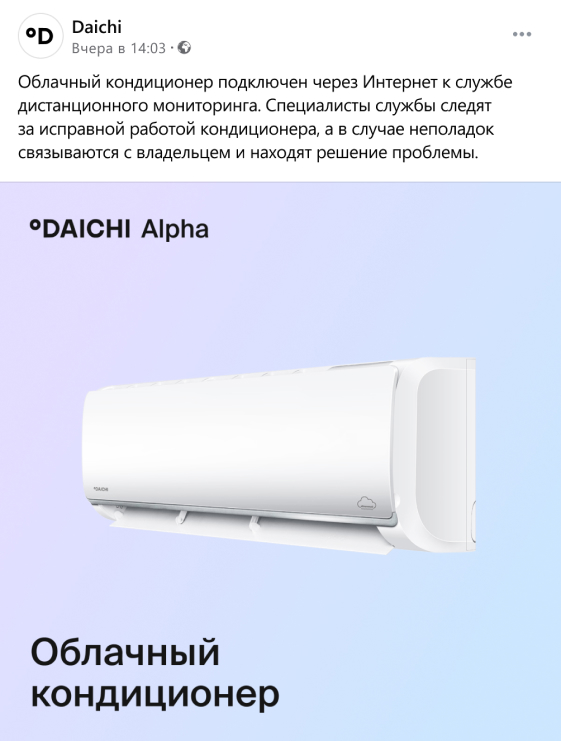 °D
Daichi
Вчера в 14:03 ·
Облачный кондиционер подключен через Интернет к службе
дистанционного мониторинга. Специалисты службы следят
за исправной работой кондиционера, а в случае неполадок
связываются с владельцем и находят решение проблемы.
°DAICHI Alpha
°DAICHI
Облачный
кондиционер